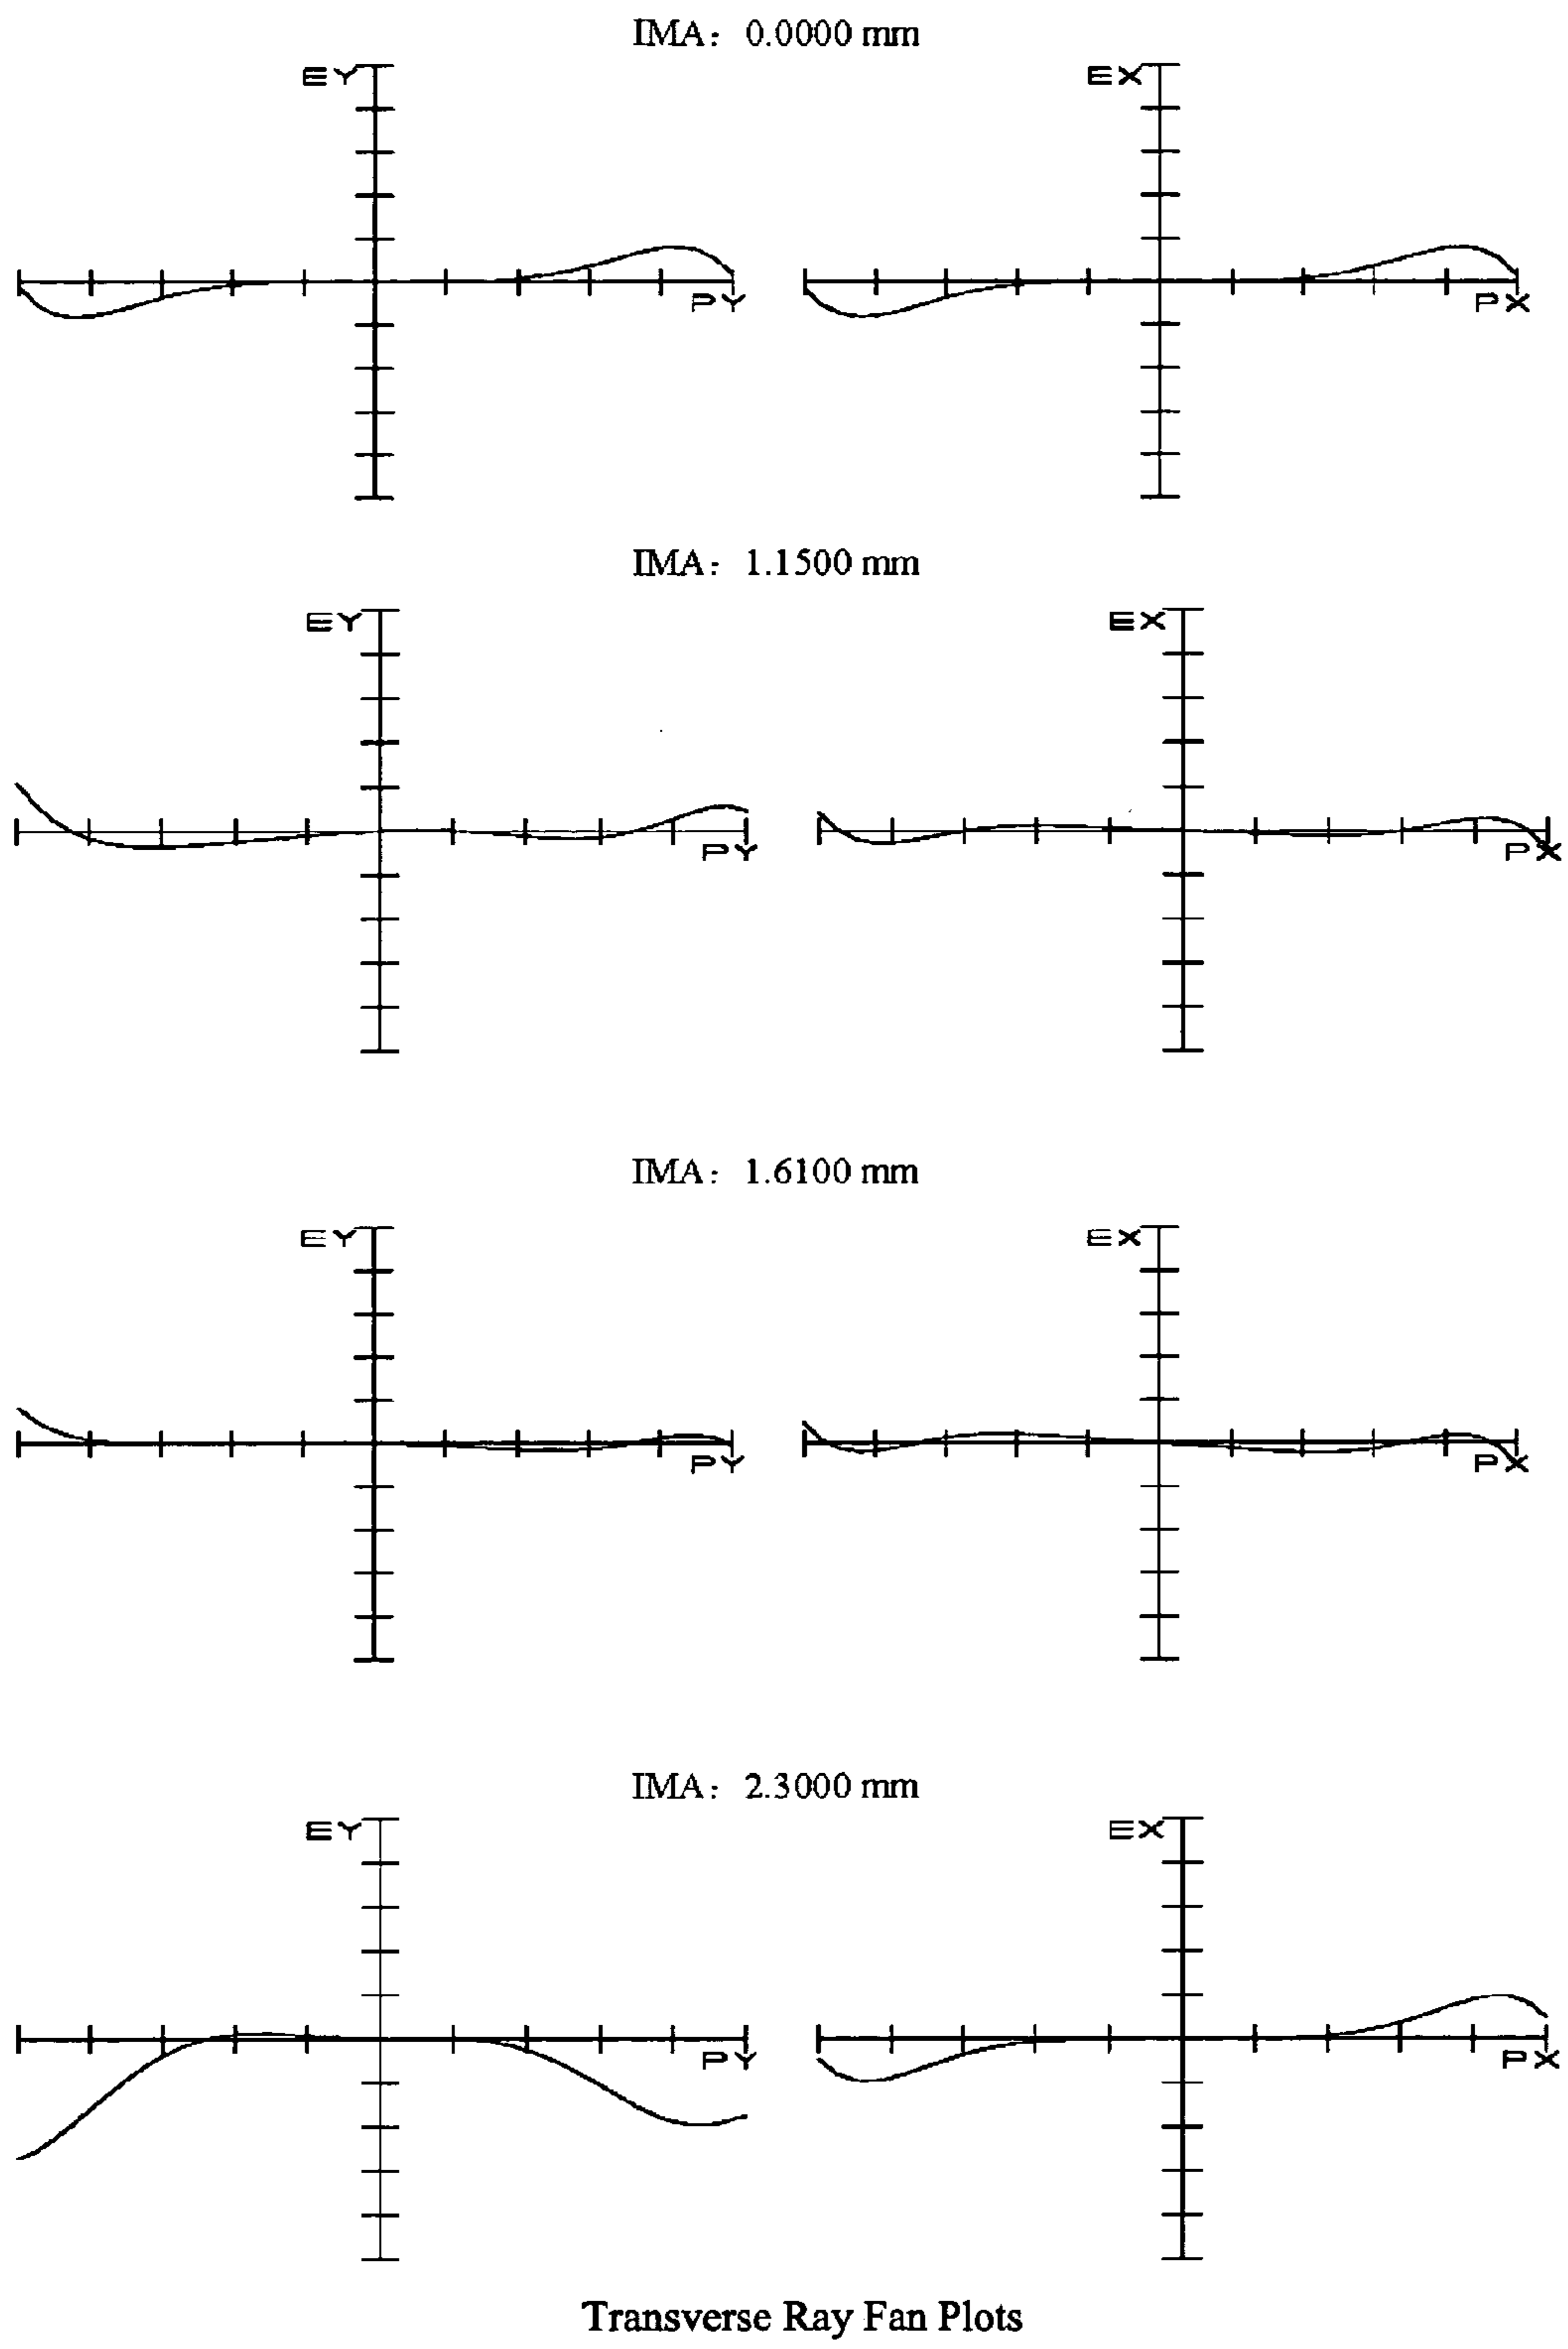 IMA: 0.0000 mm
EY EX
PY PX
IMA: 1.1500 mm
EY EX
PY PX
IMA: 1.6100 mm
EY EX
PY PX
IMA: 2.3000 mm
EY EX
PY PX
Transverse Ray Fan Plots